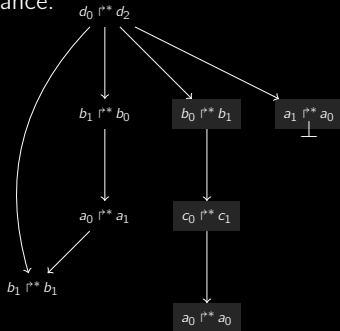 ance.
d₀ ↱* d₂
b₁ ↱* b₀ b₀ ↱* b₁ a₁ ↱* a₀
⊥
a₀ ↱* a₁ c₀ ↱* c₁
b₁ ↱* b₁
a₀ ↱* a₀